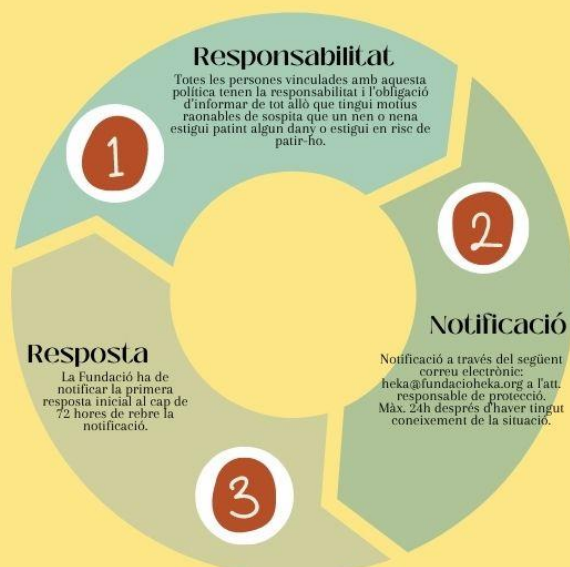 Responsabilitat
Totes les persones vinculades amb aquesta
política tenen la responsabilitat i l'obligació
d'informar de tot allò que tingui motius
raonables de sospita que un nen o nena
estigui patint algun dany o estigui en risc de
patir-ho.
1
2
Notificació
Notificació a través del següent
correu electrònic:
heka@fundacioheka.org a l'att.
responsable de protecció.
Màx. 24h després d'haver tingut
coneixement de la situació.
Resposta
La Fundació ha de
notificar la primera
resposta inicial al cap de
72 hores de rebre la
notificació.
3